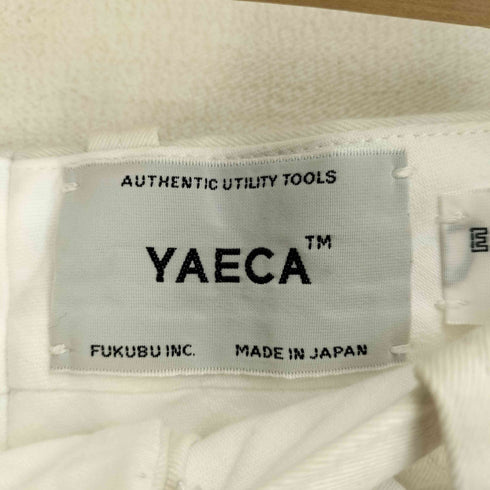 AUTHENTIC UTILITY TOOLS
YAECA™
FUKUBU INC. MADE IN JAPAN